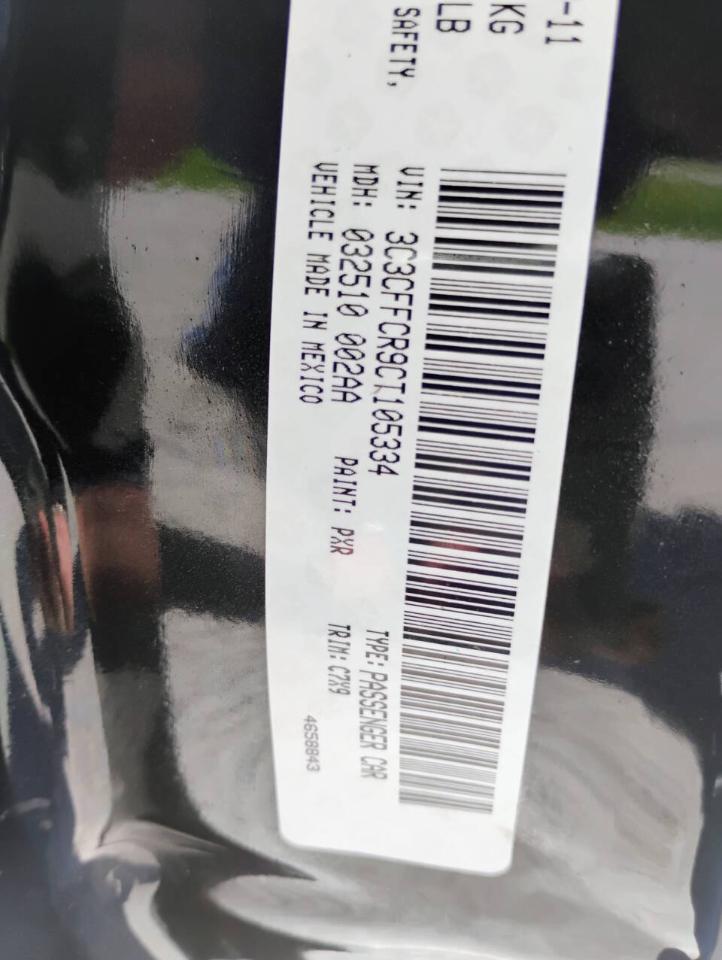 -11
KG
LB
SAFETY,
VIN: 3C3CFFCR9CT105334 TYPE: PASSENGER CAR
MDH: 032510 002AA PAINT: PXR TRIM: C7X9
VEHICLE MADE IN MEXICO 4658843